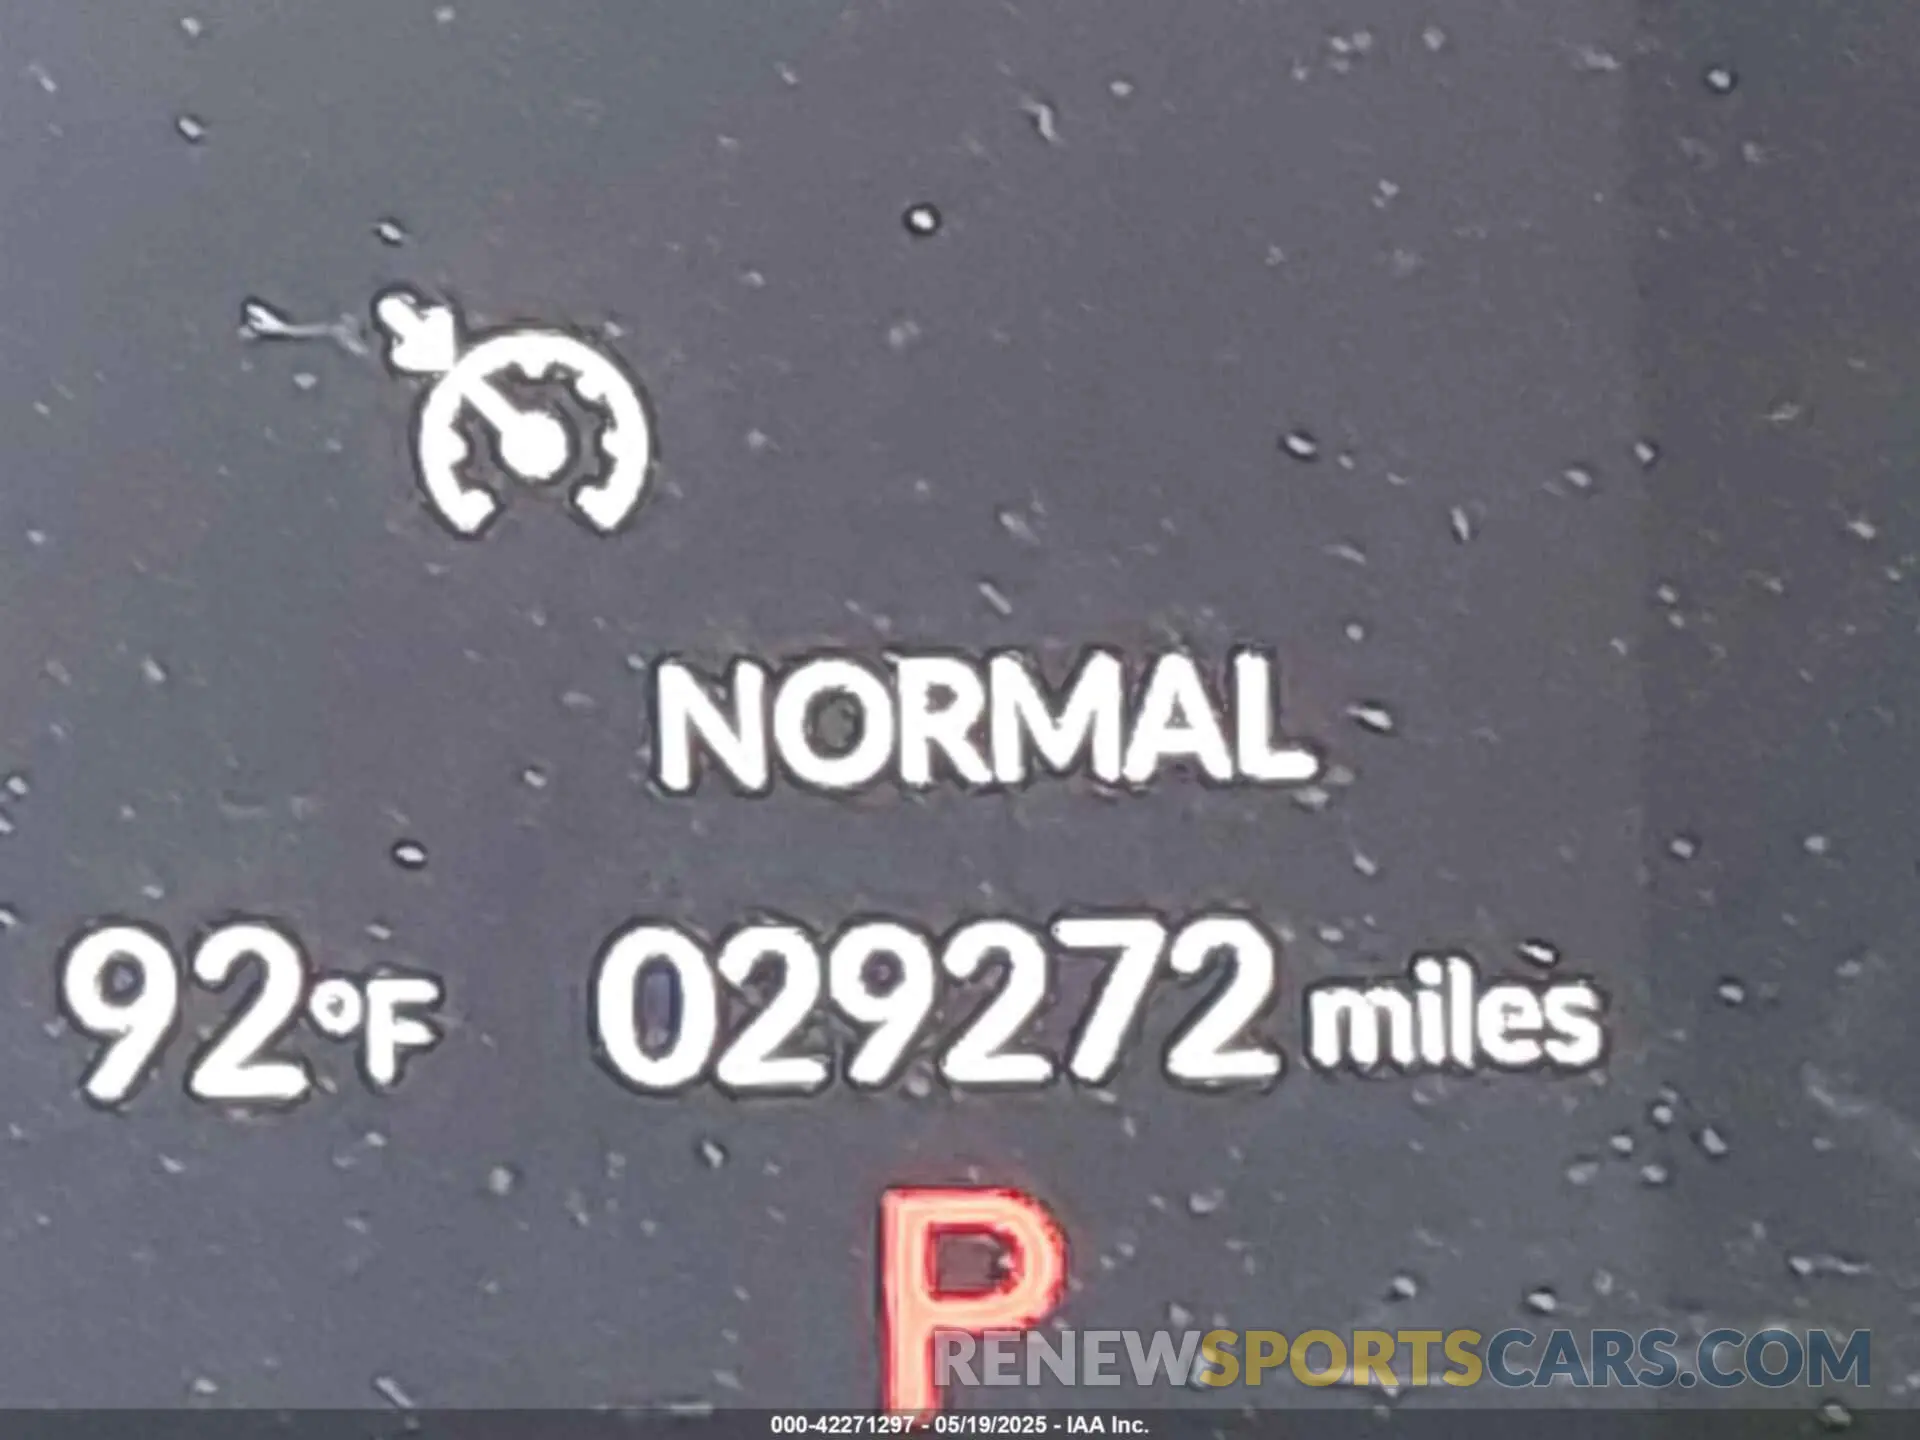 NORMAL
92°F 029272 miles
P
RENEWSPORTSCARS.COM
000-42271297 - 05/19/2025 - IAA Inc.